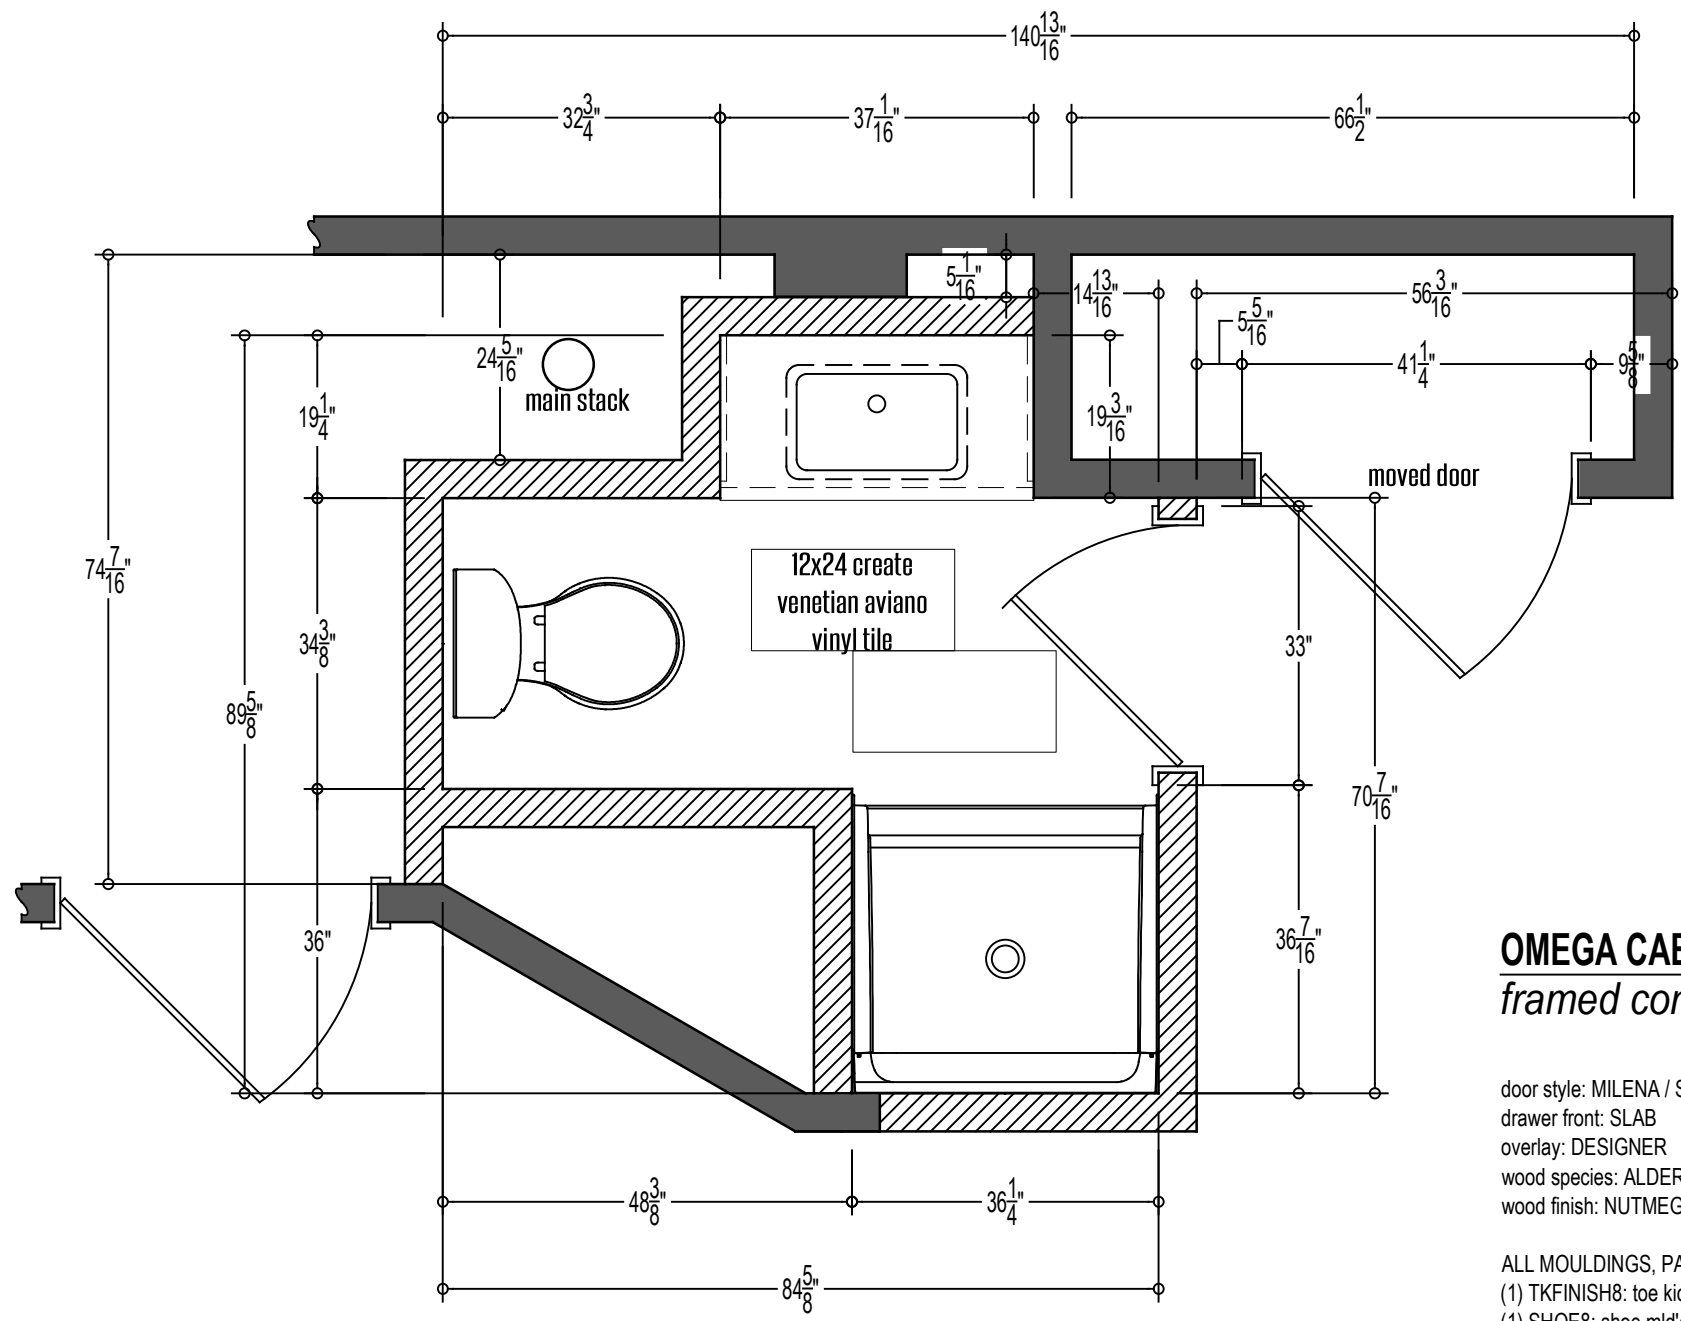 140 13/16"
32 3/4"
37 1/16"
66 1/2"
5 1/16"
14 13/16"
56 3/16"
5 5/16"
24 5/16"
41 1/4"
9 5/8"
main stack
19 1/4"
19 3/16"
moved door
74 7/16"
12x24 create
venetian aviano
vinyl tile
34 3/8"
33"
89 5/8"
70 7/16"
36"
36 7/16"
OMEGA CAB
framed con
door style: MILENA / S
drawer front: SLAB
overlay: DESIGNER
wood species: ALDER
wood finish: NUTMEG
48 3/8"
36 1/4"
84 5/8"
ALL MOULDINGS, PA
(1) TKFINISH8: toe kic
(1) SHOE8: shoe mld'